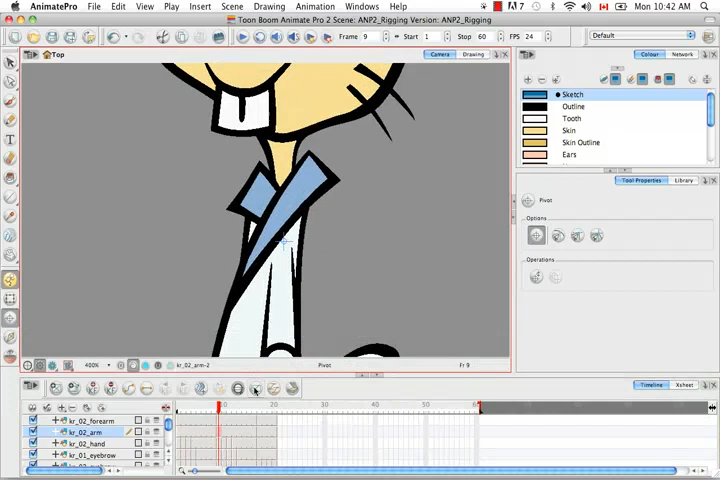 AnimatePro File Edit View Play Insert Scene Drawing Animation Windows Help 7 Mon 10:42 AM
Toon Boom Animate Pro 2 Scene: ANP2_Rigging Version: ANP2_Rigging
Frame 9 Start 1 Stop 60 FPS 24 Default
Top Camera Drawing
Colour Network
Sketch
Outline
Tooth
Skin
Skin Outline
Ears
Tool Properties Library
Pivot
Options
Operations
400% kr_02_arm-2 Pivot Fr 9
Timeline Xsheet
10 20 30 40 50
kr_02_forearm
kr_02_arm
kr_02_hand
kr_01_eyebrow